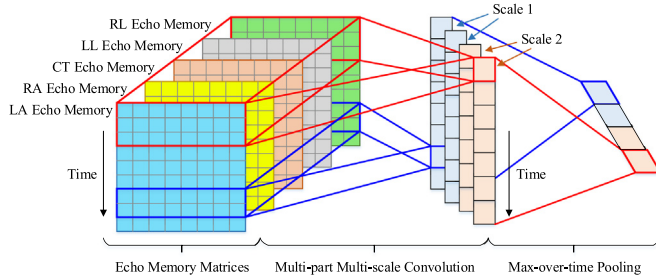 RL Echo Memory
LL Echo Memory
CT Echo Memory
RA Echo Memory
LA Echo Memory
Time
Scale 1
Scale 2
Time
Echo Memory Matrices
Multi-part Multi-scale Convolution
Max-over-time Pooling